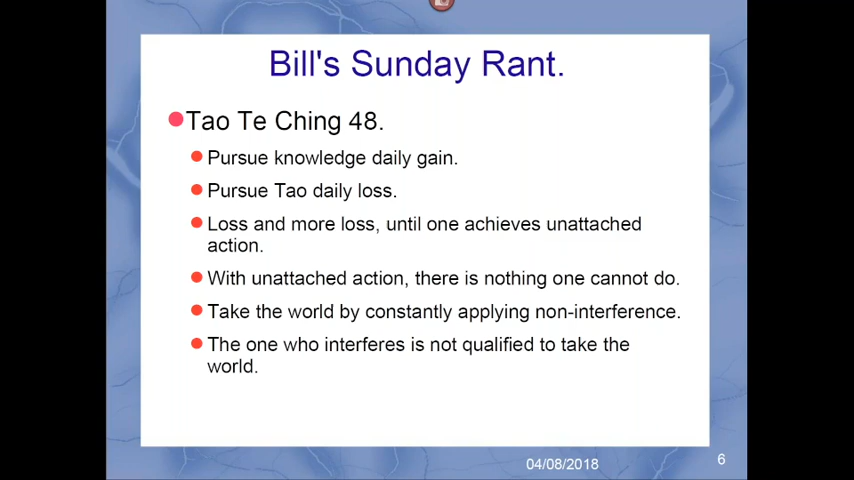 Bill's Sunday Rant.
Tao Te Ching 48.
Pursue knowledge daily gain.
Pursue Tao daily loss.
Loss and more loss, until one achieves unattached
action.
With unattached action, there is nothing one cannot do.
Take the world by constantly applying non-interference.
The one who interferes is not qualified to take the
world.
04/08/2018
6